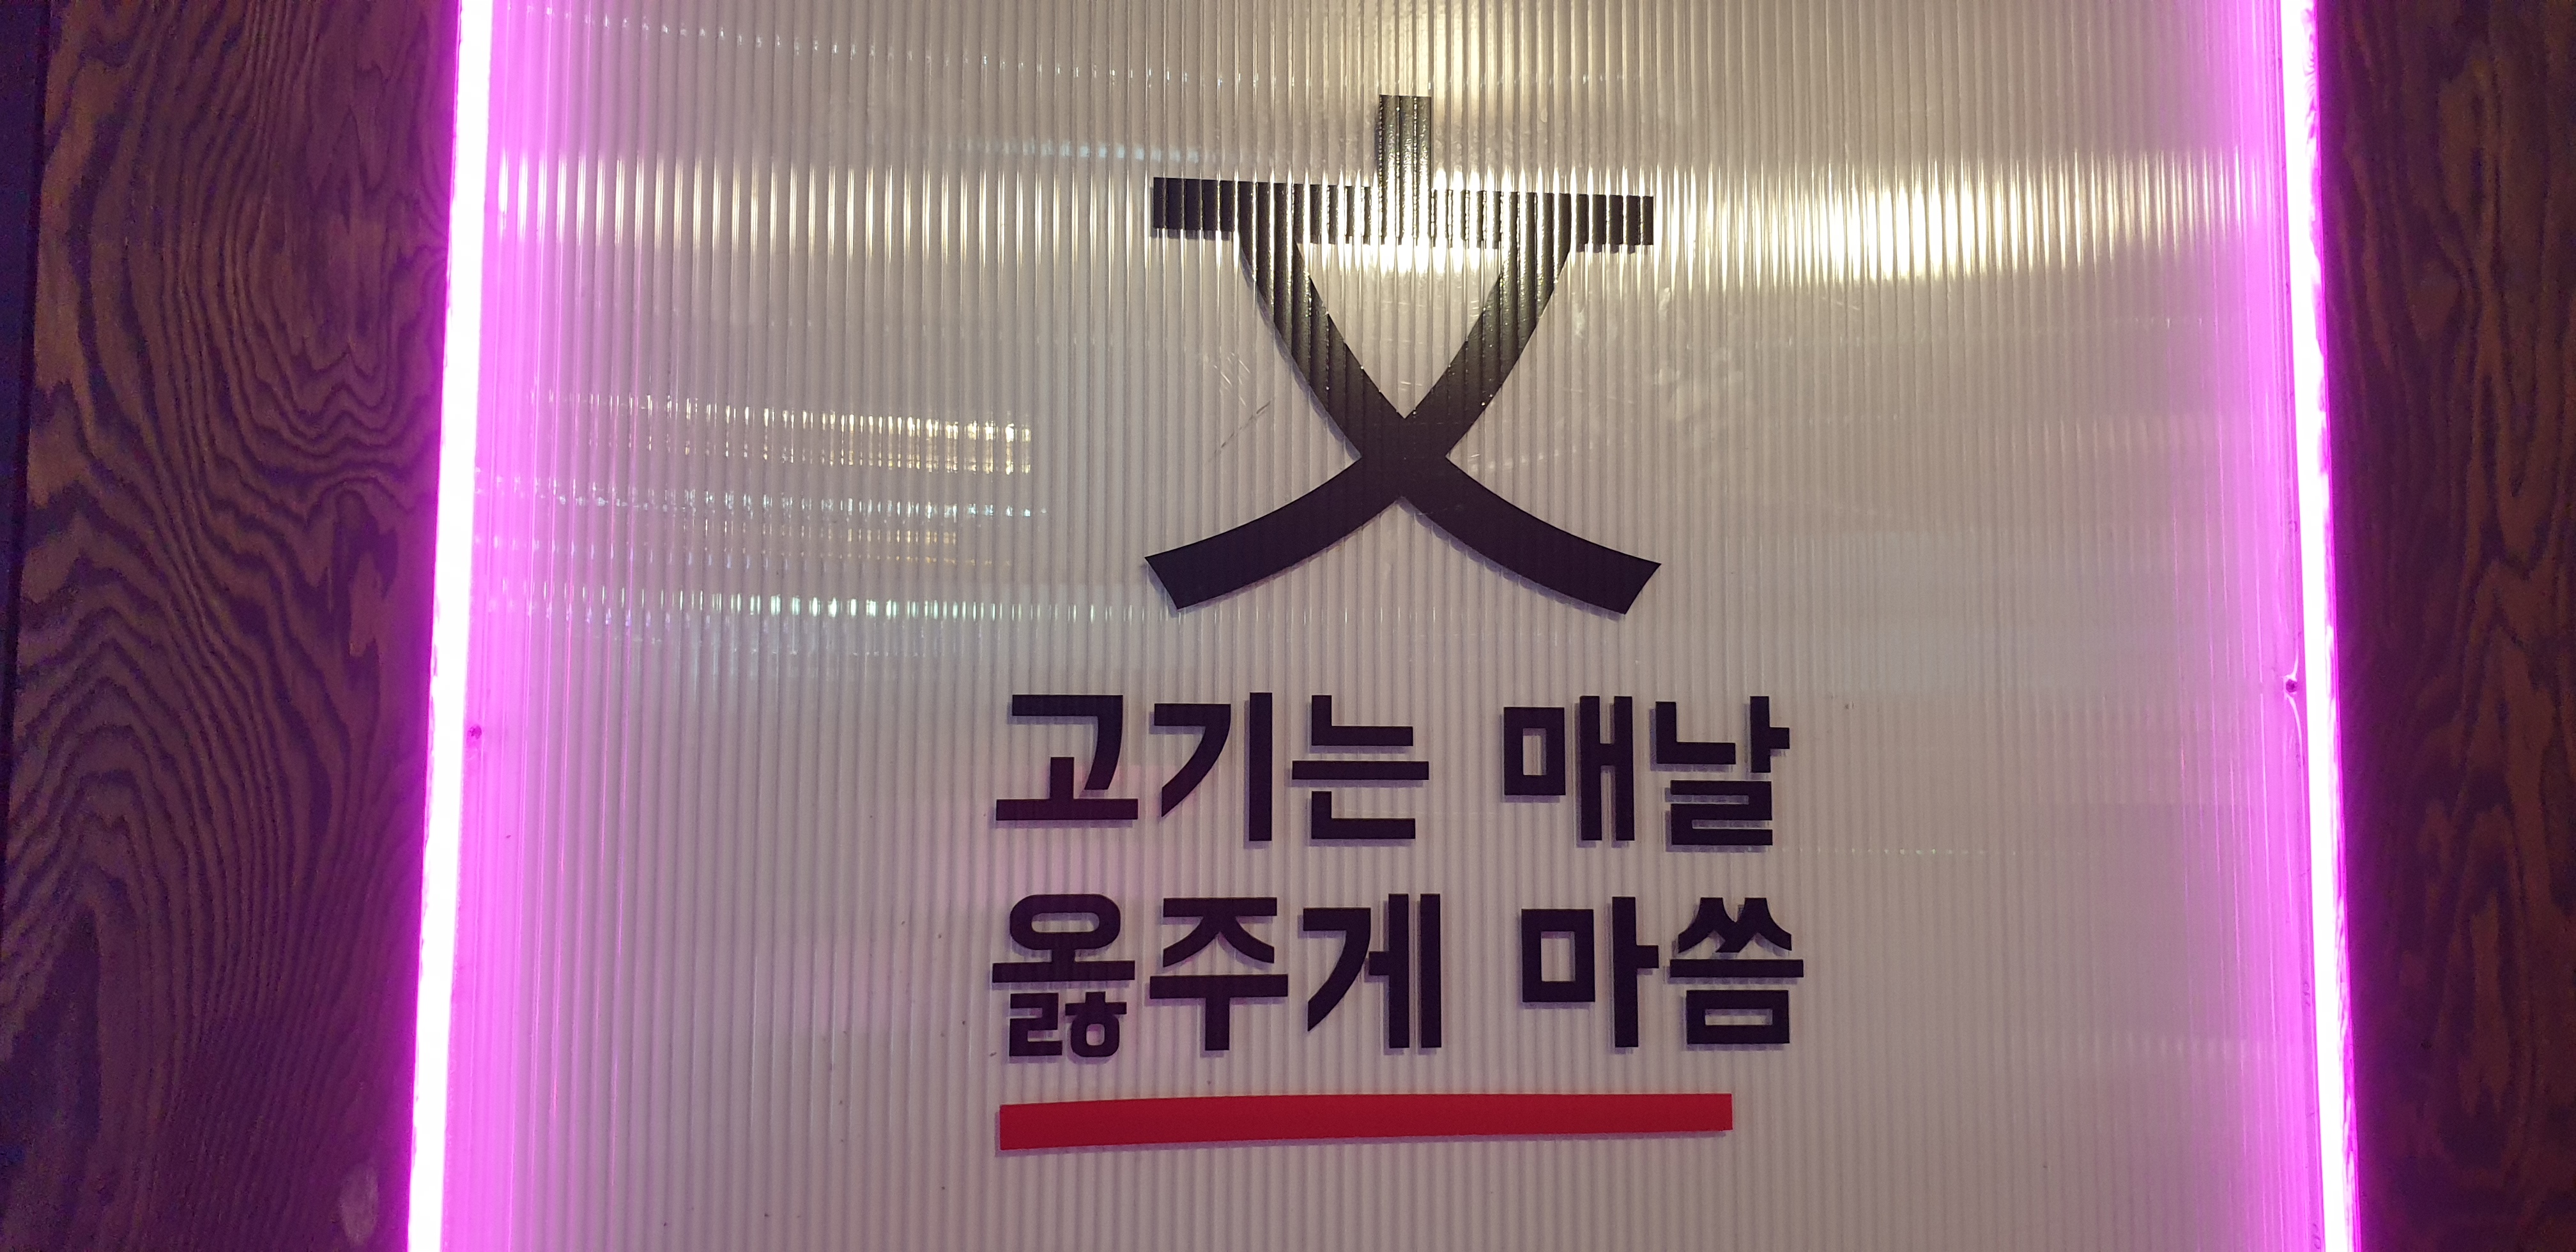 文
고기는 매날
옳주게 마씀